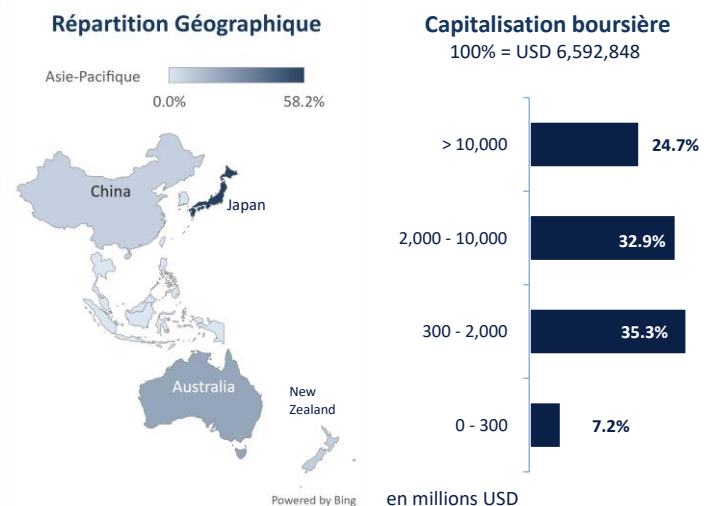 Répartition Géographique
Asie-Pacifique
0.0%
58.2%
China
Japan
Australia
New
Zealand
Powered by Bing
Capitalisation boursière
100% = USD 6,592,848
> 10,000
24.7%
2,000 - 10,000
32.9%
300 - 2,000
35.3%
0 - 300
7.2%
en millions USD